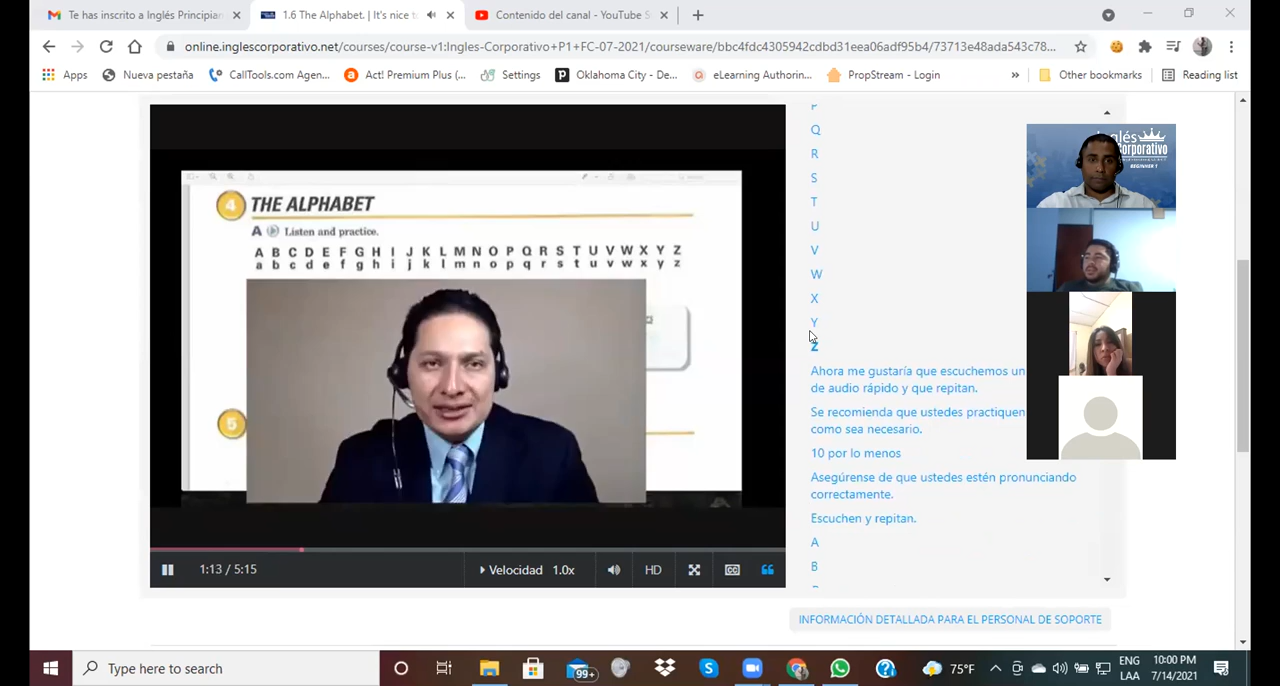 Te has inscrito a Inglés Principian
1.6 The Alphabet. | It's nice t
Contenido del canal - YouTube S
online.inglescorporativo.net/courses/course-v1:Ingles-Corporativo+P1+FC-07-2021/courseware/bbc4fdc4305942cdbd31eea06adf95b4/73713e48ada543c78...
Apps
Nueva pestaña
CallTools.com Agen...
Act! Premium Plus (...
Settings
Oklahoma City - De...
eLearning Authorin...
PropStream - Login
»
Other bookmarks
Reading list
4 THE ALPHABET
A Listen and practice.
A B C D E F G H I J K L M N O P Q R S T U V W X Y Z
a b c d e f g h i j k l m n o p q r s t u v w x y z
5
P
Q
R
S
T
U
V
W
X
Y
Z
Ahora me gustaría que escuchemos un
de audio rápido y que repitan.
Se recomienda que ustedes practiquen
como sea necesario.
10 por lo menos
Asegúrense de que ustedes estén pronunciando
correctamente.
Escuchen y repitan.
A
B
BEGINNER 1
1:13 / 5:15
Velocidad 1.0x
HD
CC
INFORMACIÓN DETALLADA PARA EL PERSONAL DE SOPORTE
Type here to search
99+
75°F
ENG
LAA
10:00 PM
7/14/2021